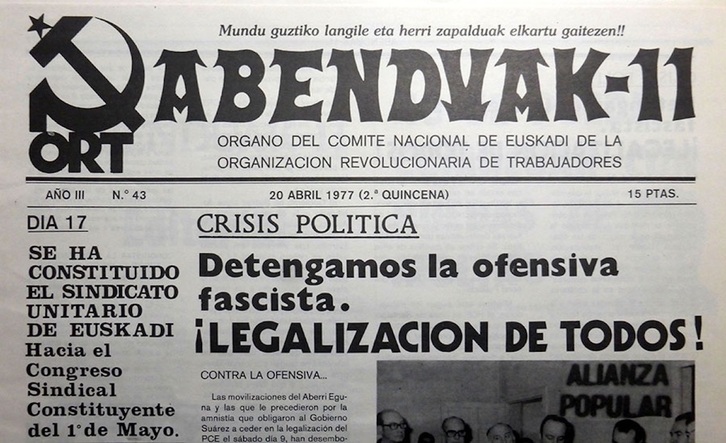 Mundu guztiko langile eta herri zapalduak elkartu gaitezen!!
ABENDUAK-11
ORT
ORGANO DEL COMITE NACIONAL DE EUSKADI DE LA
ORGANIZACION REVOLUCIONARIA DE TRABAJADORES
AÑO III N.° 43 20 ABRIL 1977 (2.ª QUINCENA) 15 PTAS.
DIA 17
SE HA
CONSTITUIDO
EL SINDICATO
UNITARIO
DE EUSKADI
Hacia el
Congreso
Sindical
Constituyente
del 1º de Mayo.
CRISIS POLITICA
Detengamos la ofensiva
fascista.
¡LEGALIZACION DE TODOS!
CONTRA LA OFENSIVA...
Las movilizaciones del Aberri Egu-
na y las que le precedieron por la
amnistía que obligaron al Gobierno
Suárez a ceder en la legalización del
PCE el sábado día 9, han desembo-
ALIANZA
POPULAR